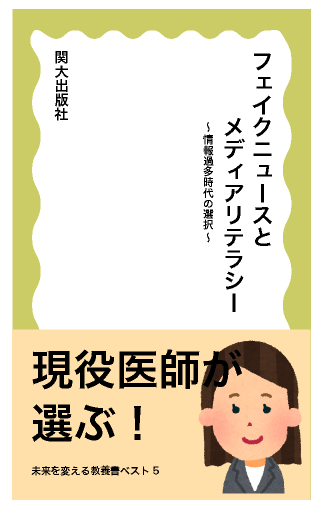 フェイクニュースと
メディアリテラシー
～情報過多時代の選択～
関大出版社
現役医師が
選ぶ！
未来を変える教養書ベスト 5